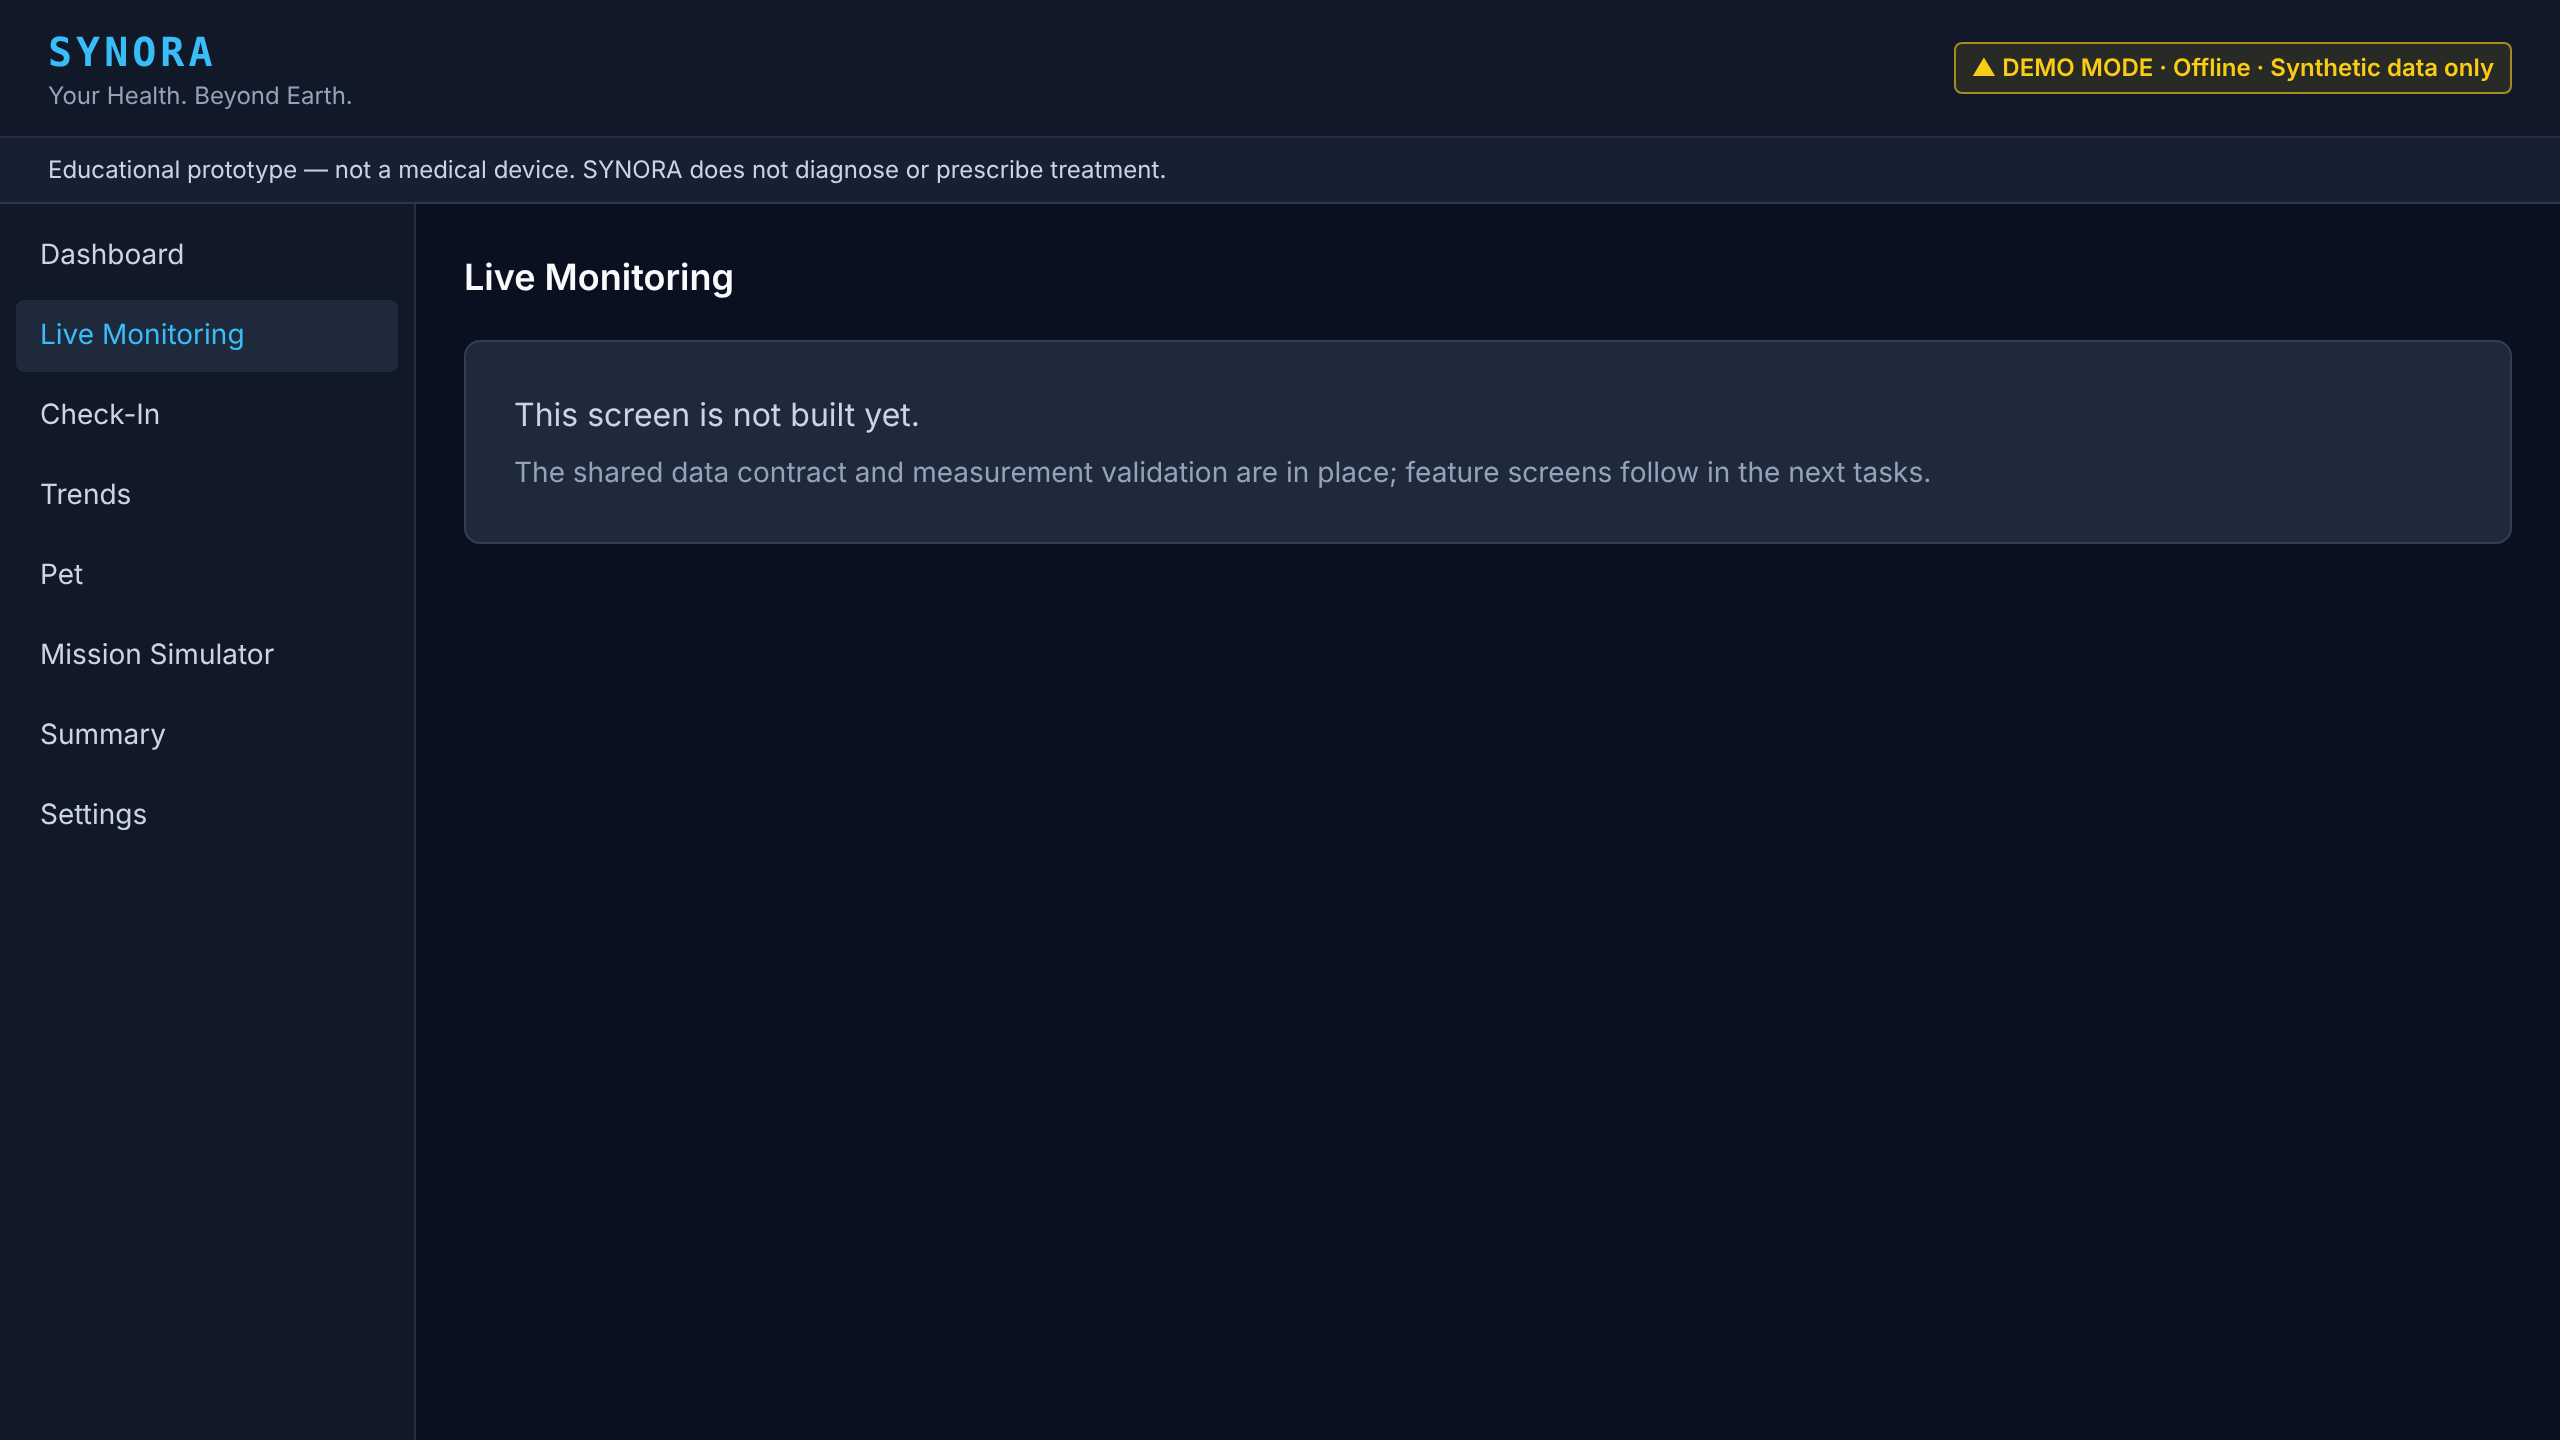 SYNORA
Your Health. Beyond Earth.
▲ DEMO MODE · Offline · Synthetic data only
Educational prototype — not a medical device. SYNORA does not diagnose or prescribe treatment.
Dashboard
Live Monitoring
Check-In
Trends
Pet
Mission Simulator
Summary
Settings
Live Monitoring
This screen is not built yet.
The shared data contract and measurement validation are in place; feature screens follow in the next tasks.